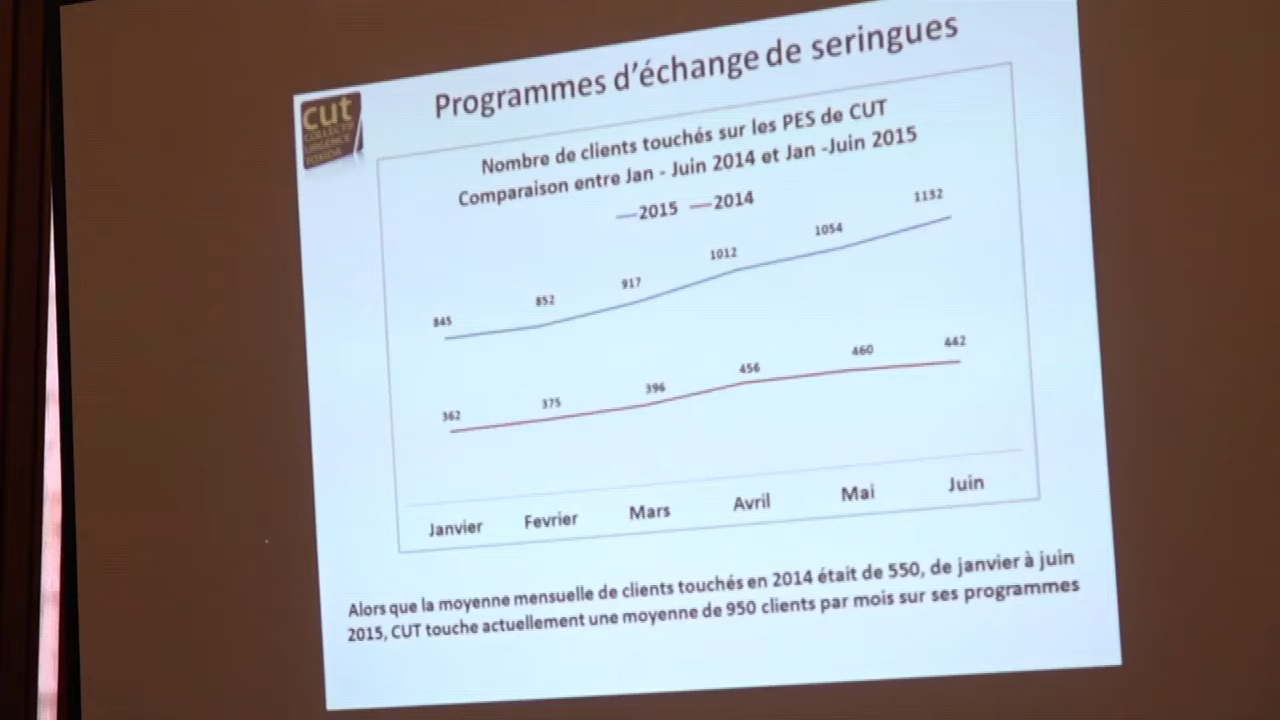 Programmes d'échange de seringues
cut
COLLECTIF
URGENCE
TOXIDA
Nombre de clients touchés sur les PES de CUT
Comparaison entre Jan - Juin 2014 et Jan -Juin 2015
2015 2014
845 852 917 1012 1054 1132
362 375 396 456 460 442
Janvier Fevrier Mars Avril Mai Juin
Alors que la moyenne mensuelle de clients touchés en 2014 était de 550, de janvier à juin
2015, CUT touche actuellement une moyenne de 950 clients par mois sur ses programmes